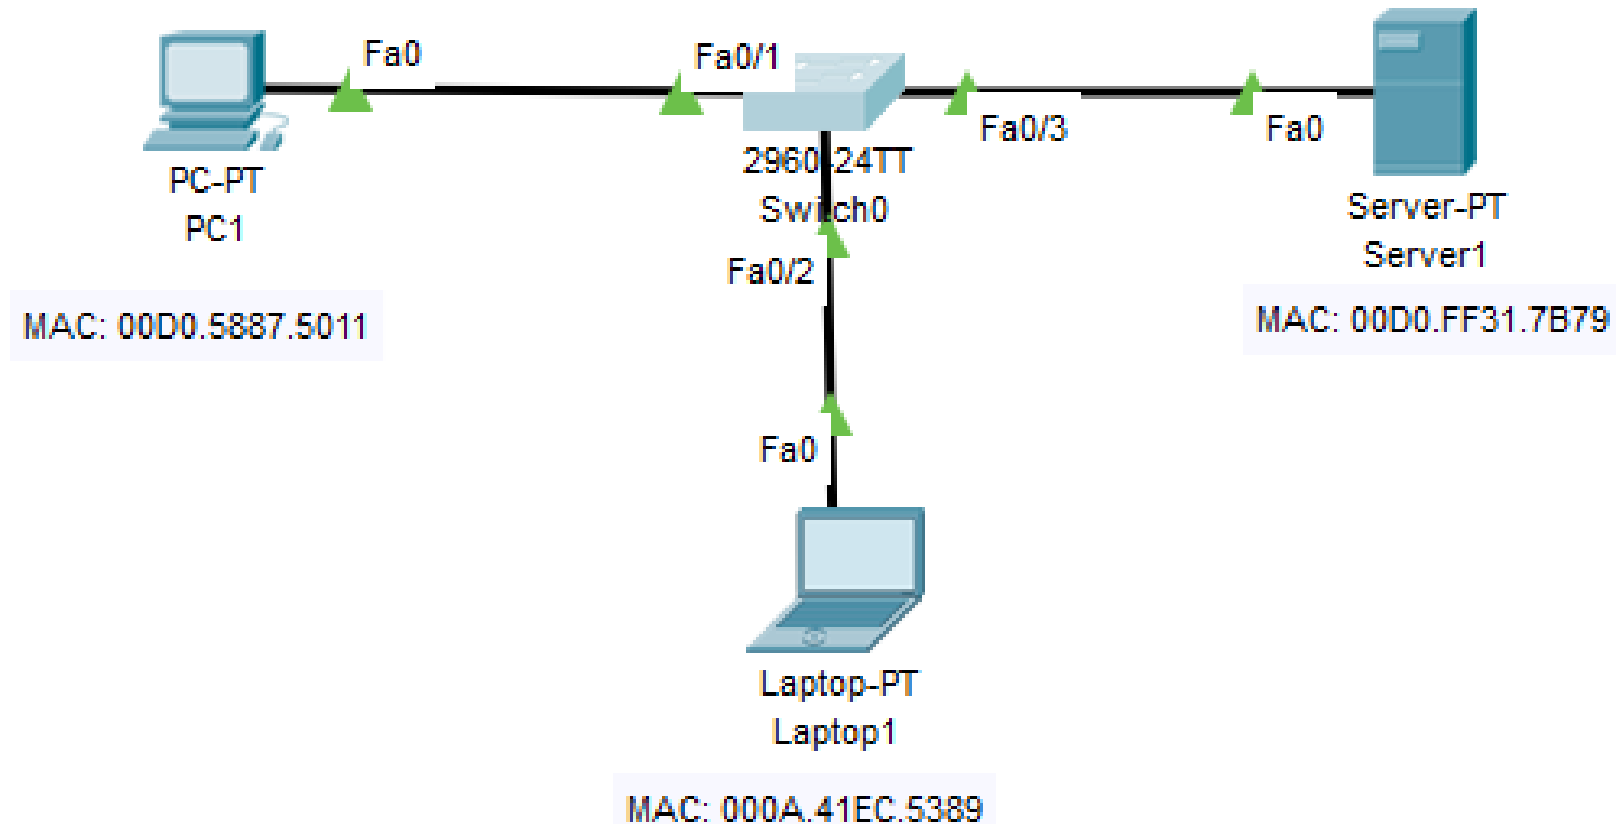 Fa0
Fa0/1
Fa0/3
Fa0
PC-PT
PC1
2960-24TT
Switch0
Server-PT
Server1
Fa0/2
MAC: 00D0.5887.5011
MAC: 00D0.FF31.7B79
Fa0
Laptop-PT
Laptop1
MAC: 000A.41EC.5389